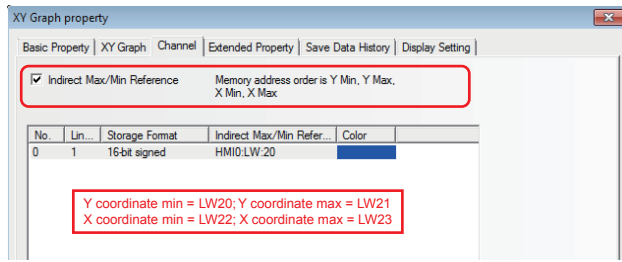 XY Graph property
Basic Property XY Graph Channel Extended Property Save Data History Display Setting
Indirect Max/Min Reference Memory address order is Y Min, Y Max,
X Min, X Max
No. Lin... Storage Format Indirect Max/Min Refer... Color
0 1 16-bit signed HMI0:LW:20
Y coordinate min = LW20; Y coordinate max = LW21
X coordinate min = LW22; X coordinate max = LW23